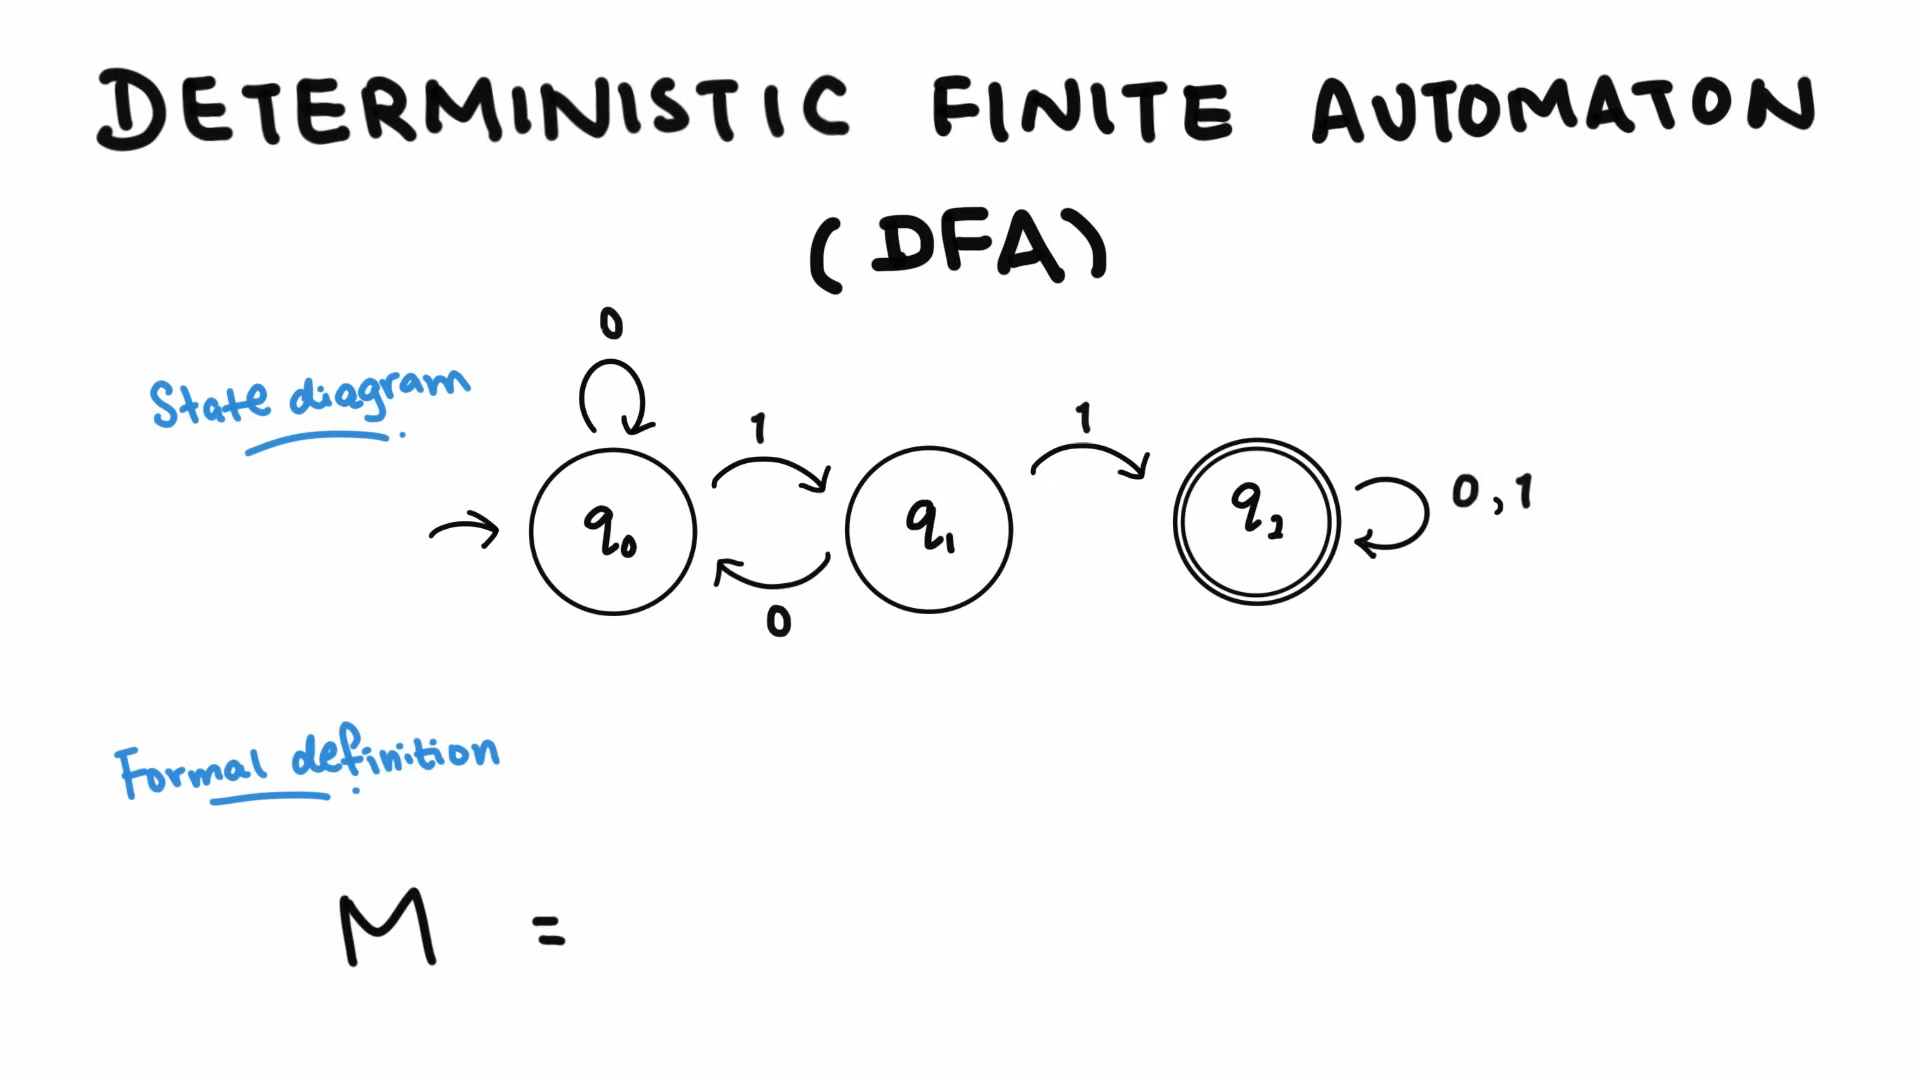 DETERMINISTIC FINITE AUTOMATON
(DFA)
State diagram
0
1
1
q₀
q₁
q₂
0,1
0
Formal definition
M =